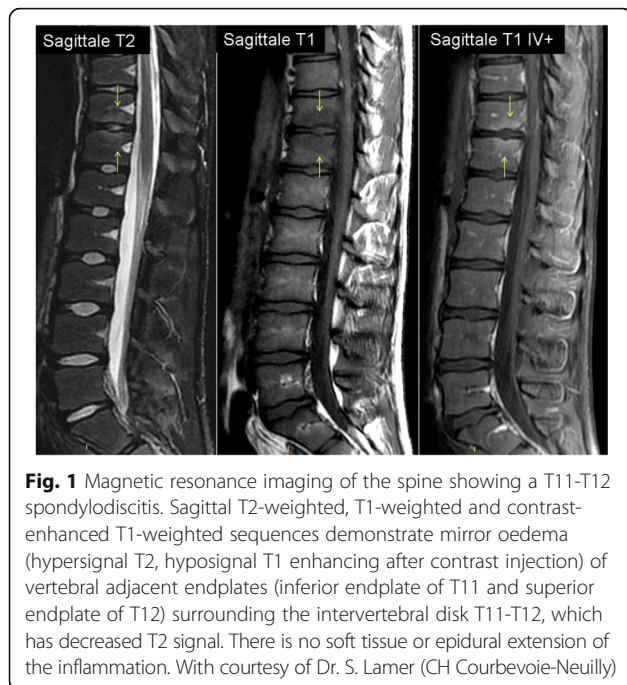 Sagittale T2
Sagittale T1
Sagittale T1 IV+
Fig. 1 Magnetic resonance imaging of the spine showing a T11-T12
spondylodiscitis. Sagittal T2-weighted, T1-weighted and contrast-
enhanced T1-weighted sequences demonstrate mirror oedema
(hypersignal T2, hyposignal T1 enhancing after contrast injection) of
vertebral adjacent endplates (inferior endplate of T11 and superior
endplate of T12) surrounding the intervertebral disk T11-T12, which
has decreased T2 signal. There is no soft tissue or epidural extension of
the inflammation. With courtesy of Dr. S. Lamer (CH Courbevoie-Neuilly)